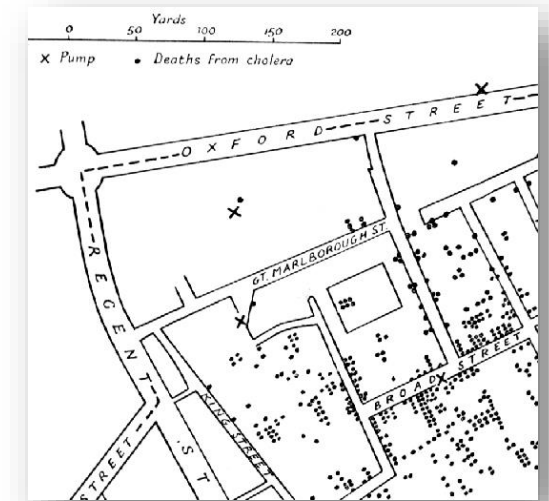 Yards
0 50 100 150 200
x Pump • Deaths from cholera
OXFORD STREET
REGENT ST.
GT. MARLBOROUGH ST.
BROAD STREET
KING STREET
STREET